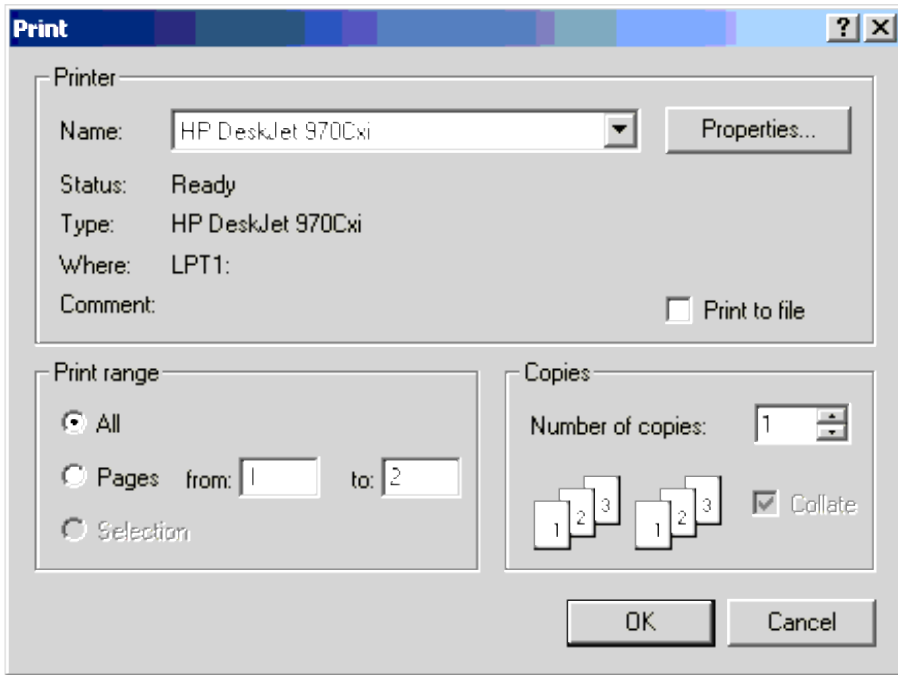 Print
Printer
Name: HP DeskJet 970Cxi Properties...
Status: Ready
Type: HP DeskJet 970Cxi
Where: LPT1:
Comment:
Print to file
Print range
All
Pages from: 1 to: 2
Selection
Copies
Number of copies: 1
1 2 3 1 2 3
Collate
OK Cancel